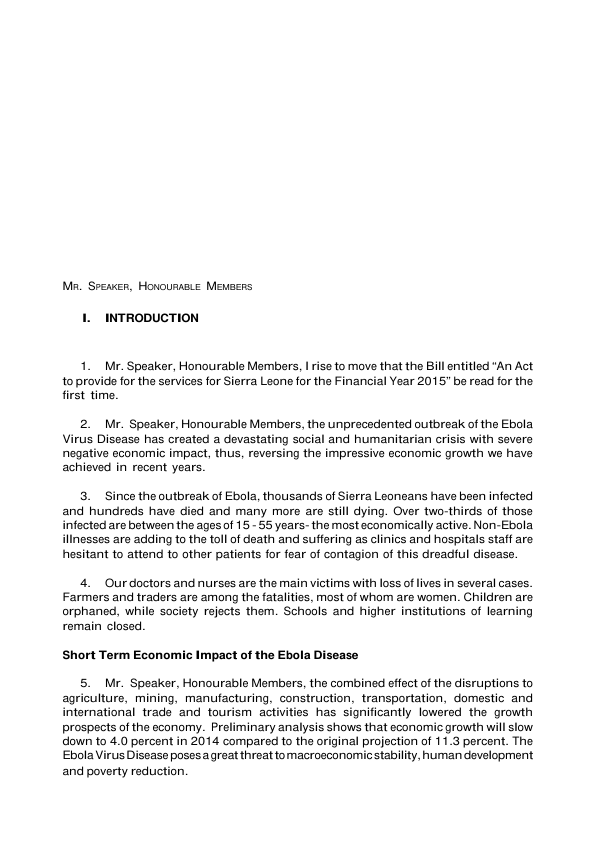 MR. SPEAKER, HONOURABLE MEMBERS
I. INTRODUCTION
1. Mr. Speaker, Honourable Members, I rise to move that the Bill entitled “An Act
to provide for the services for Sierra Leone for the Financial Year 2015” be read for the
first time.
2. Mr. Speaker, Honourable Members, the unprecedented outbreak of the Ebola
Virus Disease has created a devastating social and humanitarian crisis with severe
negative economic impact, thus, reversing the impressive economic growth we have
achieved in recent years.
3. Since the outbreak of Ebola, thousands of Sierra Leoneans have been infected
and hundreds have died and many more are still dying. Over two-thirds of those
infected are between the ages of 15 - 55 years- the most economically active. Non-Ebola
illnesses are adding to the toll of death and suffering as clinics and hospitals staff are
hesitant to attend to other patients for fear of contagion of this dreadful disease.
4. Our doctors and nurses are the main victims with loss of lives in several cases.
Farmers and traders are among the fatalities, most of whom are women. Children are
orphaned, while society rejects them. Schools and higher institutions of learning
remain closed.
Short Term Economic Impact of the Ebola Disease
5. Mr. Speaker, Honourable Members, the combined effect of the disruptions to
agriculture, mining, manufacturing, construction, transportation, domestic and
international trade and tourism activities has significantly lowered the growth
prospects of the economy. Preliminary analysis shows that economic growth will slow
down to 4.0 percent in 2014 compared to the original projection of 11.3 percent. The
Ebola Virus Disease poses a great threat to macroeconomic stability, human development
and poverty reduction.